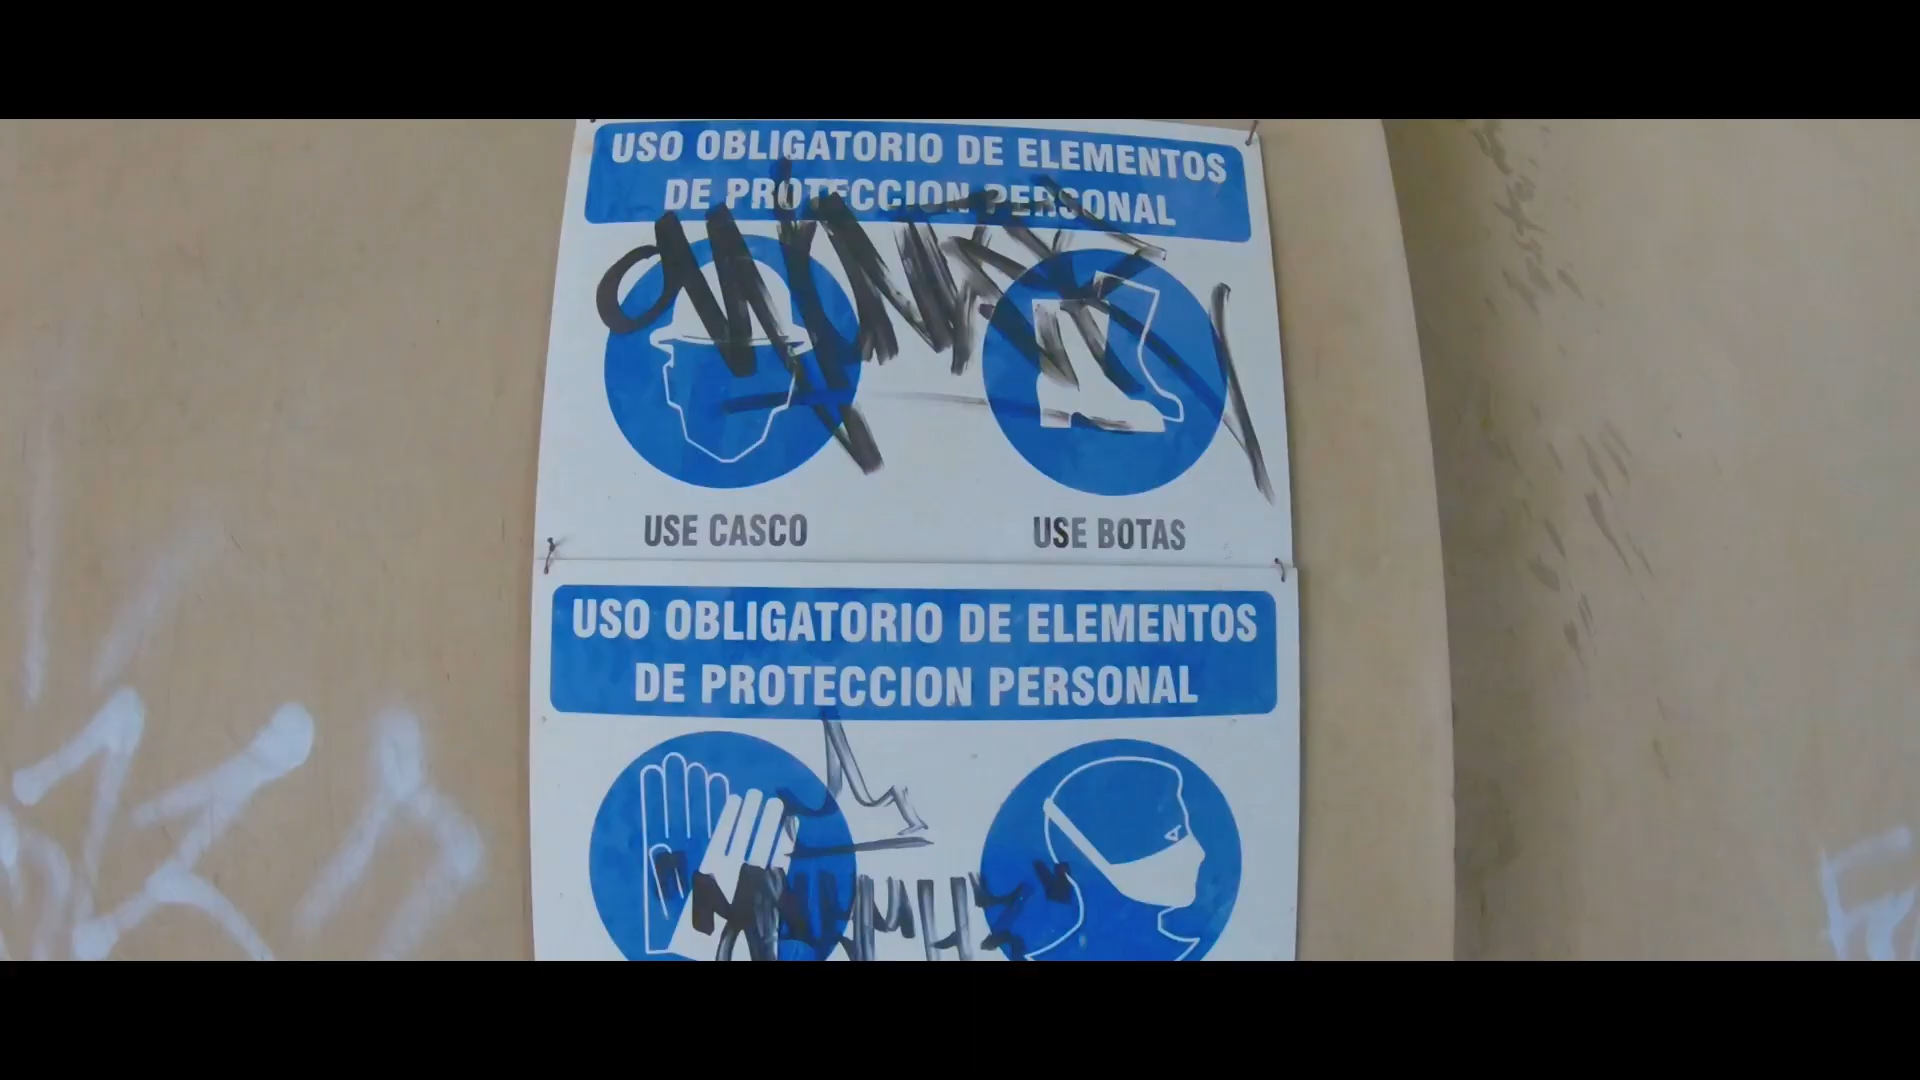 USO OBLIGATORIO DE ELEMENTOS
DE PROTECCION PERSONAL
USE CASCO
USE BOTAS
USO OBLIGATORIO DE ELEMENTOS
DE PROTECCION PERSONAL